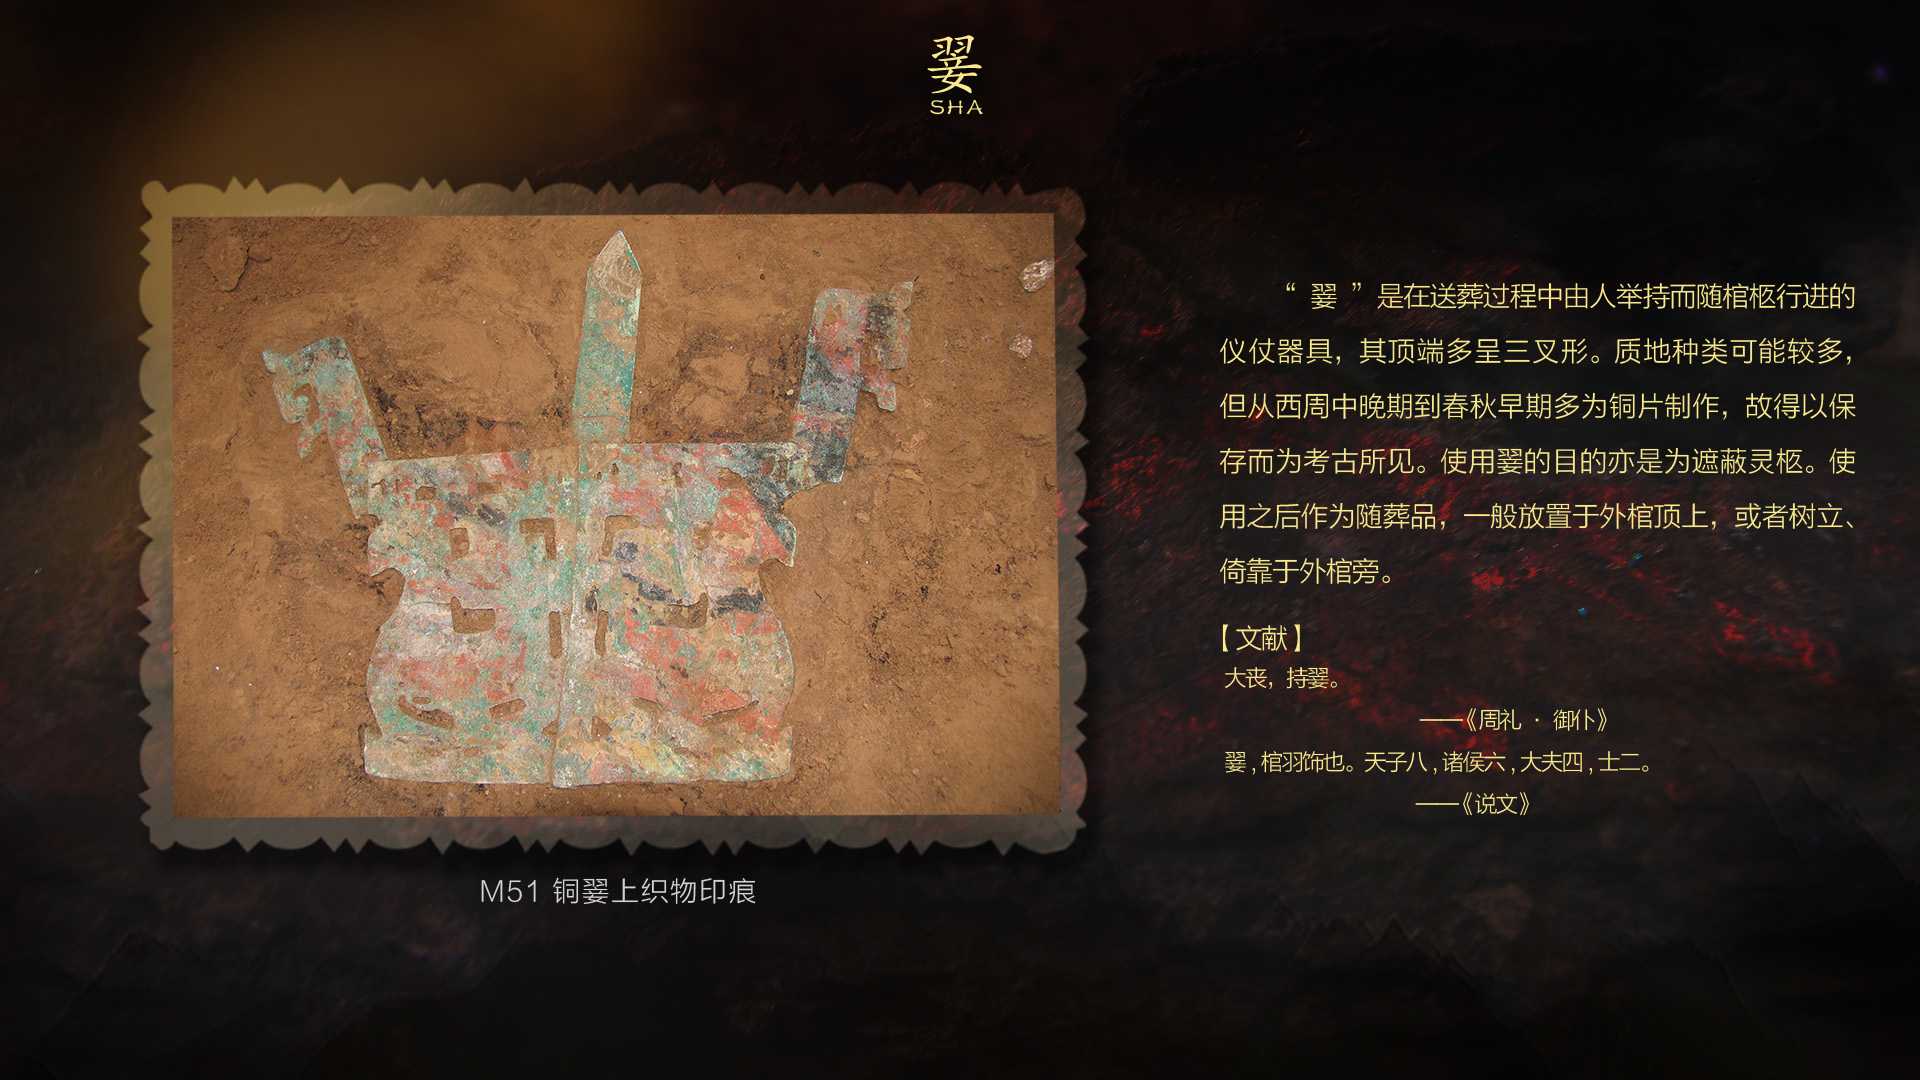 翣
SHA
“ 翣 ”是在送葬过程中由人举持而随棺柩行进的
仪仗器具，其顶端多呈三叉形。质地种类可能较多，
但从西周中晚期到春秋早期多为铜片制作，故得以保
存而为考古所见。使用翣的目的亦是为遮蔽灵柩。使
用之后作为随葬品，一般放置于外棺顶上，或者树立、
倚靠于外棺旁。
【文献】
大丧，持翣。
——《周礼 · 御仆》
翣，棺羽饰也。天子八，诸侯六，大夫四，士二。
——《说文》
M51 铜翣上织物印痕